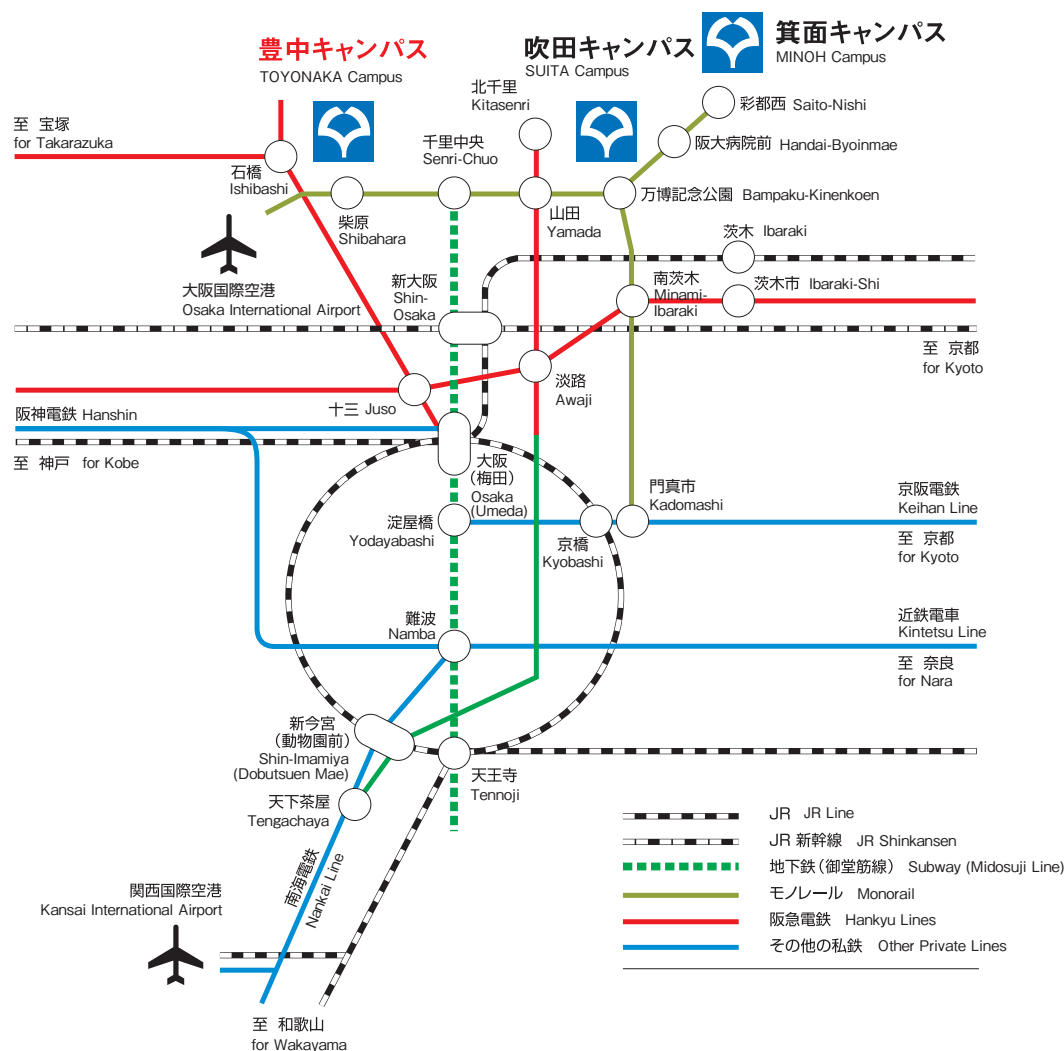 豊中キャンパス
TOYONAKA Campus
吹田キャンパス
SUITA Campus
箕面キャンパス
MINOH Campus
北千里
Kitasenri
彩都西 Saito-Nishi
至 宝塚
for Takarazuka
千里中央
Senri-Chuo
阪大病院前 Handai-Byoinmae
石橋
Ishibashi
柴原
Shibahara
山田
Yamada
万博記念公園 Bampaku-Kinenkoen
茨木 Ibaraki
新大阪
Shin-
Osaka
大阪国際空港
Osaka International Airport
南茨木
Minami-
Ibaraki
茨木市 Ibaraki-Shi
至 京都
for Kyoto
淡路
Awaji
十三 Juso
阪神電鉄 Hanshin
至 神戸 for Kobe
大阪
(梅田)
Osaka
(Umeda)
門真市
Kadomashi
京阪電鉄
Keihan Line
淀屋橋
Yodayabashi
京橋
Kyobashi
至 京都
for Kyoto
難波
Namba
近鉄電車
Kintetsu Line
至 奈良
for Nara
新今宮
(動物園前)
Shin-Imamiya
(Dobutsuen Mae)
天王寺
Tennoji
天下茶屋
Tengachaya
南海電鉄
Nankai Line
関西国際空港
Kansai International Airport
至 和歌山
for Wakayama
JR JR Line
JR 新幹線 JR Shinkansen
地下鉄(御堂筋線) Subway (Midosuji Line)
モノレール Monorail
阪急電鉄 Hankyu Lines
その他の私鉄 Other Private Lines